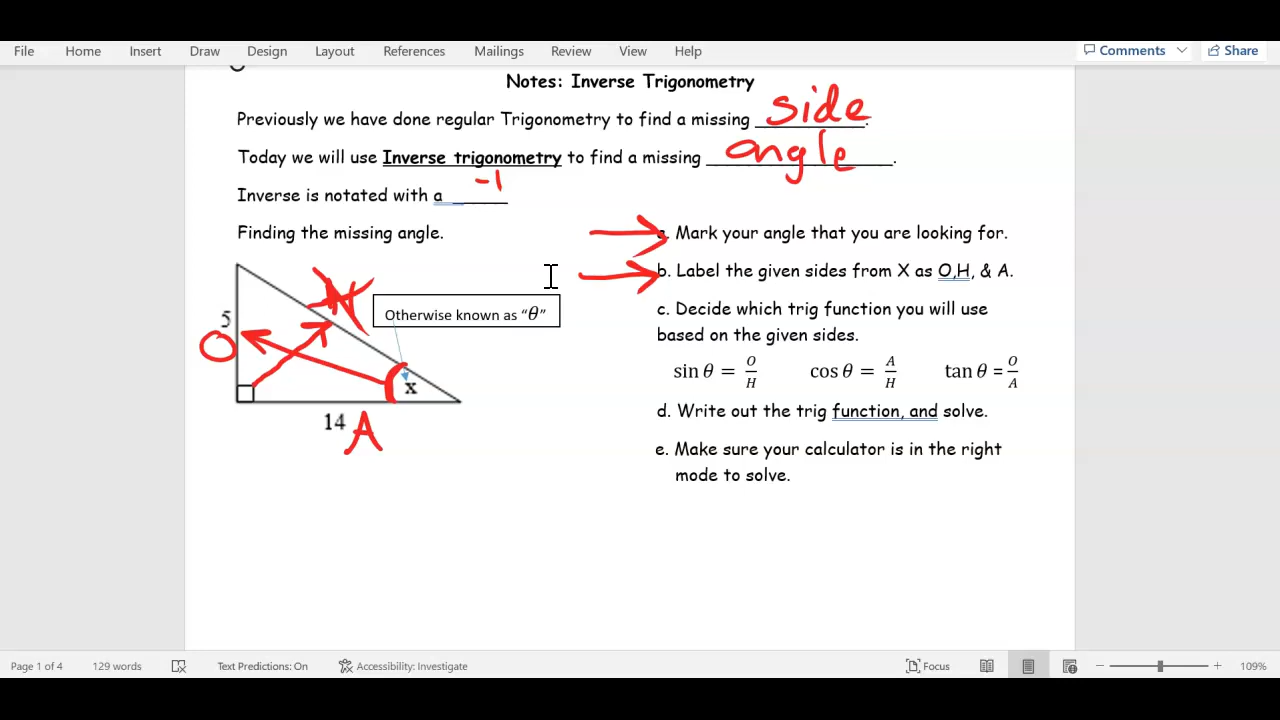 File Home Insert Draw Design Layout References Mailings Review View Help Comments Share
Notes: Inverse Trigonometry
Previously we have done regular Trigonometry to find a missing side.
Today we will use Inverse trigonometry to find a missing angle.
Inverse is notated with a -1
Finding the missing angle.
a. Mark your angle that you are looking for.
b. Label the given sides from X as O,H, & A.
c. Decide which trig function you will use
based on the given sides.
sin θ = O/H cos θ = A/H tan θ = O/A
d. Write out the trig function, and solve.
e. Make sure your calculator is in the right
mode to solve.
H
5
Otherwise known as "θ"
O
x
14 A
Page 1 of 4 129 words Text Predictions: On Accessibility: Investigate Focus 109%